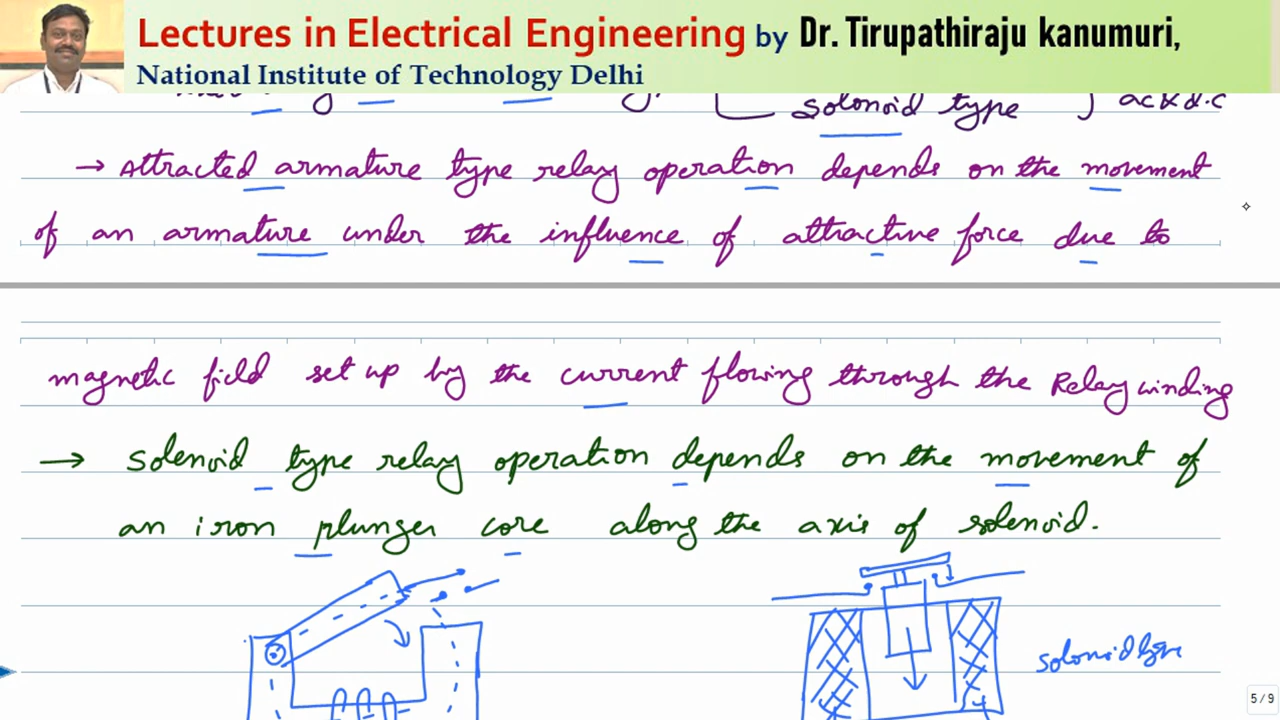 Lectures in Electrical Engineering by Dr. Tirupathiraju kanumuri,
National Institute of Technology Delhi
solonoid type ac & d.c
→ Attracted armature type relay operation depends on the movement
of an armature under the influence of attractive force due to
magnetic field set up by the current flowing through the Relay winding
→ Solenoid type relay operation depends on the movement of
an iron plunger core along the axis of solenoid.
solonoid type
5/9